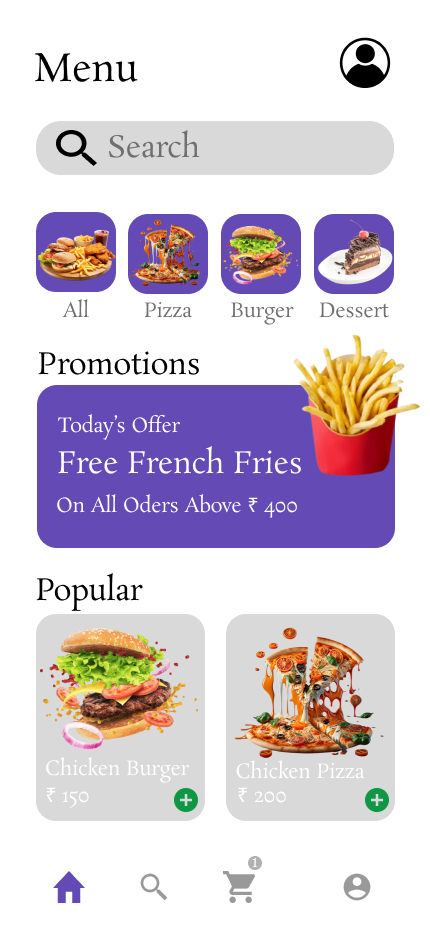 Menu
Search
All
Pizza
Burger
Dessert
Promotions
Today's Offer
Free French Fries
On All Oders Above ₹ 400
Popular
Chicken Burger
₹ 150
Chicken Pizza
₹ 200
1